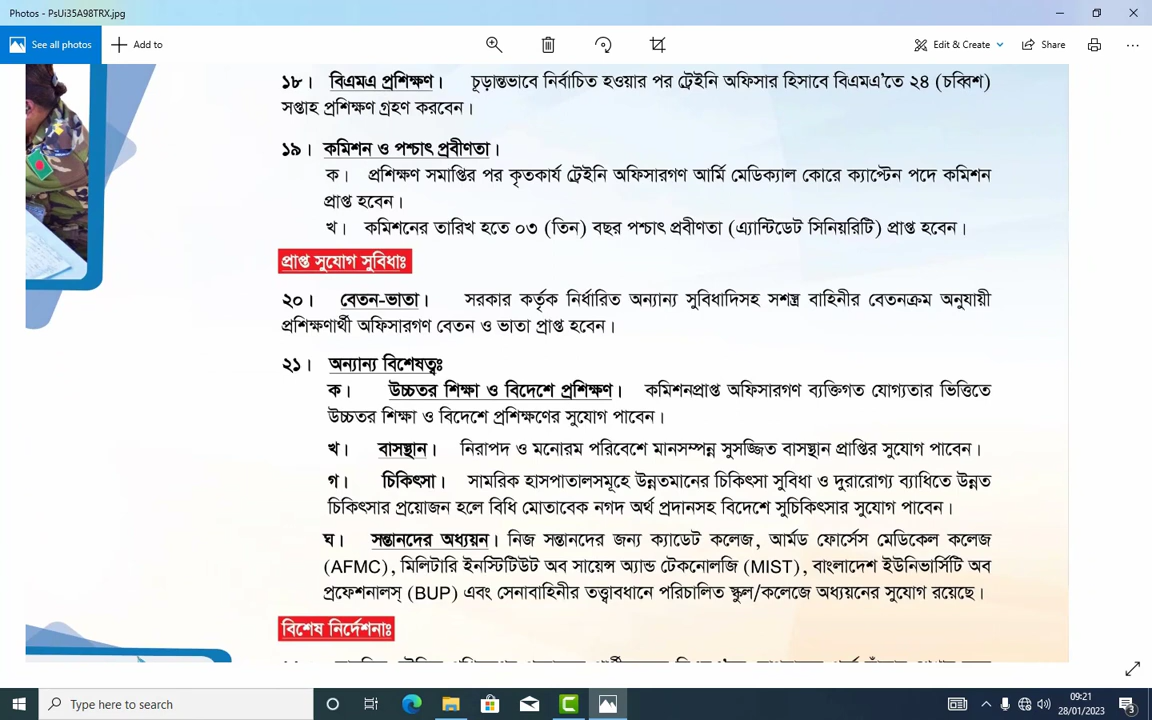 Photos - PsUi35A98TRX.jpg
See all photos
Add to
Edit & Create
Share
১৮। বিএমএ প্রশিক্ষণ। চূড়ান্তভাবে নির্বাচিত হওয়ার পর ট্রেইনি অফিসার হিসাবে বিএমএ'তে ২৪ (চব্বিশ)
সপ্তাহ প্রশিক্ষণ গ্রহণ করবেন।
১৯। কমিশন ও পশ্চাৎ প্রবীণতা।
ক। প্রশিক্ষণ সমাপ্তির পর কৃতকার্য ট্রেইনি অফিসারগণ আর্মি মেডিক্যাল কোরে ক্যাপ্টেন পদে কমিশন
প্রাপ্ত হবেন।
খ। কমিশনের তারিখ হতে ০৩ (তিন) বছর পশ্চাৎ প্রবীণতা (এ্যান্টিডেট সিনিয়রিটি) প্রাপ্ত হবেন।
প্রাপ্ত সুযোগ সুবিধাঃ
২০। বেতন-ভাতা। সরকার কর্তৃক নির্ধারিত অন্যান্য সুবিধাদিসহ সশস্ত্র বাহিনীর বেতনক্রম অনুযায়ী
প্রশিক্ষণার্থী অফিসারগণ বেতন ও ভাতা প্রাপ্ত হবেন।
২১। অন্যান্য বিশেষত্বঃ
ক। উচ্চতর শিক্ষা ও বিদেশে প্রশিক্ষণ। কমিশনপ্রাপ্ত অফিসারগণ ব্যক্তিগত যোগ্যতার ভিত্তিতে
উচ্চতর শিক্ষা ও বিদেশে প্রশিক্ষণের সুযোগ পাবেন।
খ। বাসস্থান। নিরাপদ ও মনোরম পরিবেশে মানসম্পন্ন সুসজ্জিত বাসস্থান প্রাপ্তির সুযোগ পাবেন।
গ। চিকিৎসা। সামরিক হাসপাতালসমূহে উন্নতমানের চিকিৎসা সুবিধা ও দুরারোগ্য ব্যাধিতে উন্নত
চিকিৎসার প্রয়োজন হলে বিধি মোতাবেক নগদ অর্থ প্রদানসহ বিদেশে সুচিকিৎসার সুযোগ পাবেন।
ঘ। সন্তানদের অধ্যয়ন। নিজ সন্তানদের জন্য ক্যাডেট কলেজ, আর্মড ফোর্সেস মেডিকেল কলেজ
(AFMC), মিলিটারি ইনস্টিটিউট অব সায়েন্স অ্যান্ড টেকনোলজি (MIST), বাংলাদেশ ইউনিভার্সিটি অব
প্রফেশনালস্ (BUP) এবং সেনাবাহিনীর তত্ত্বাবধানে পরিচালিত স্কুল/কলেজে অধ্যয়নের সুযোগ রয়েছে।
বিশেষ নির্দেশনাঃ
Type here to search
09:21
28/01/2023
3